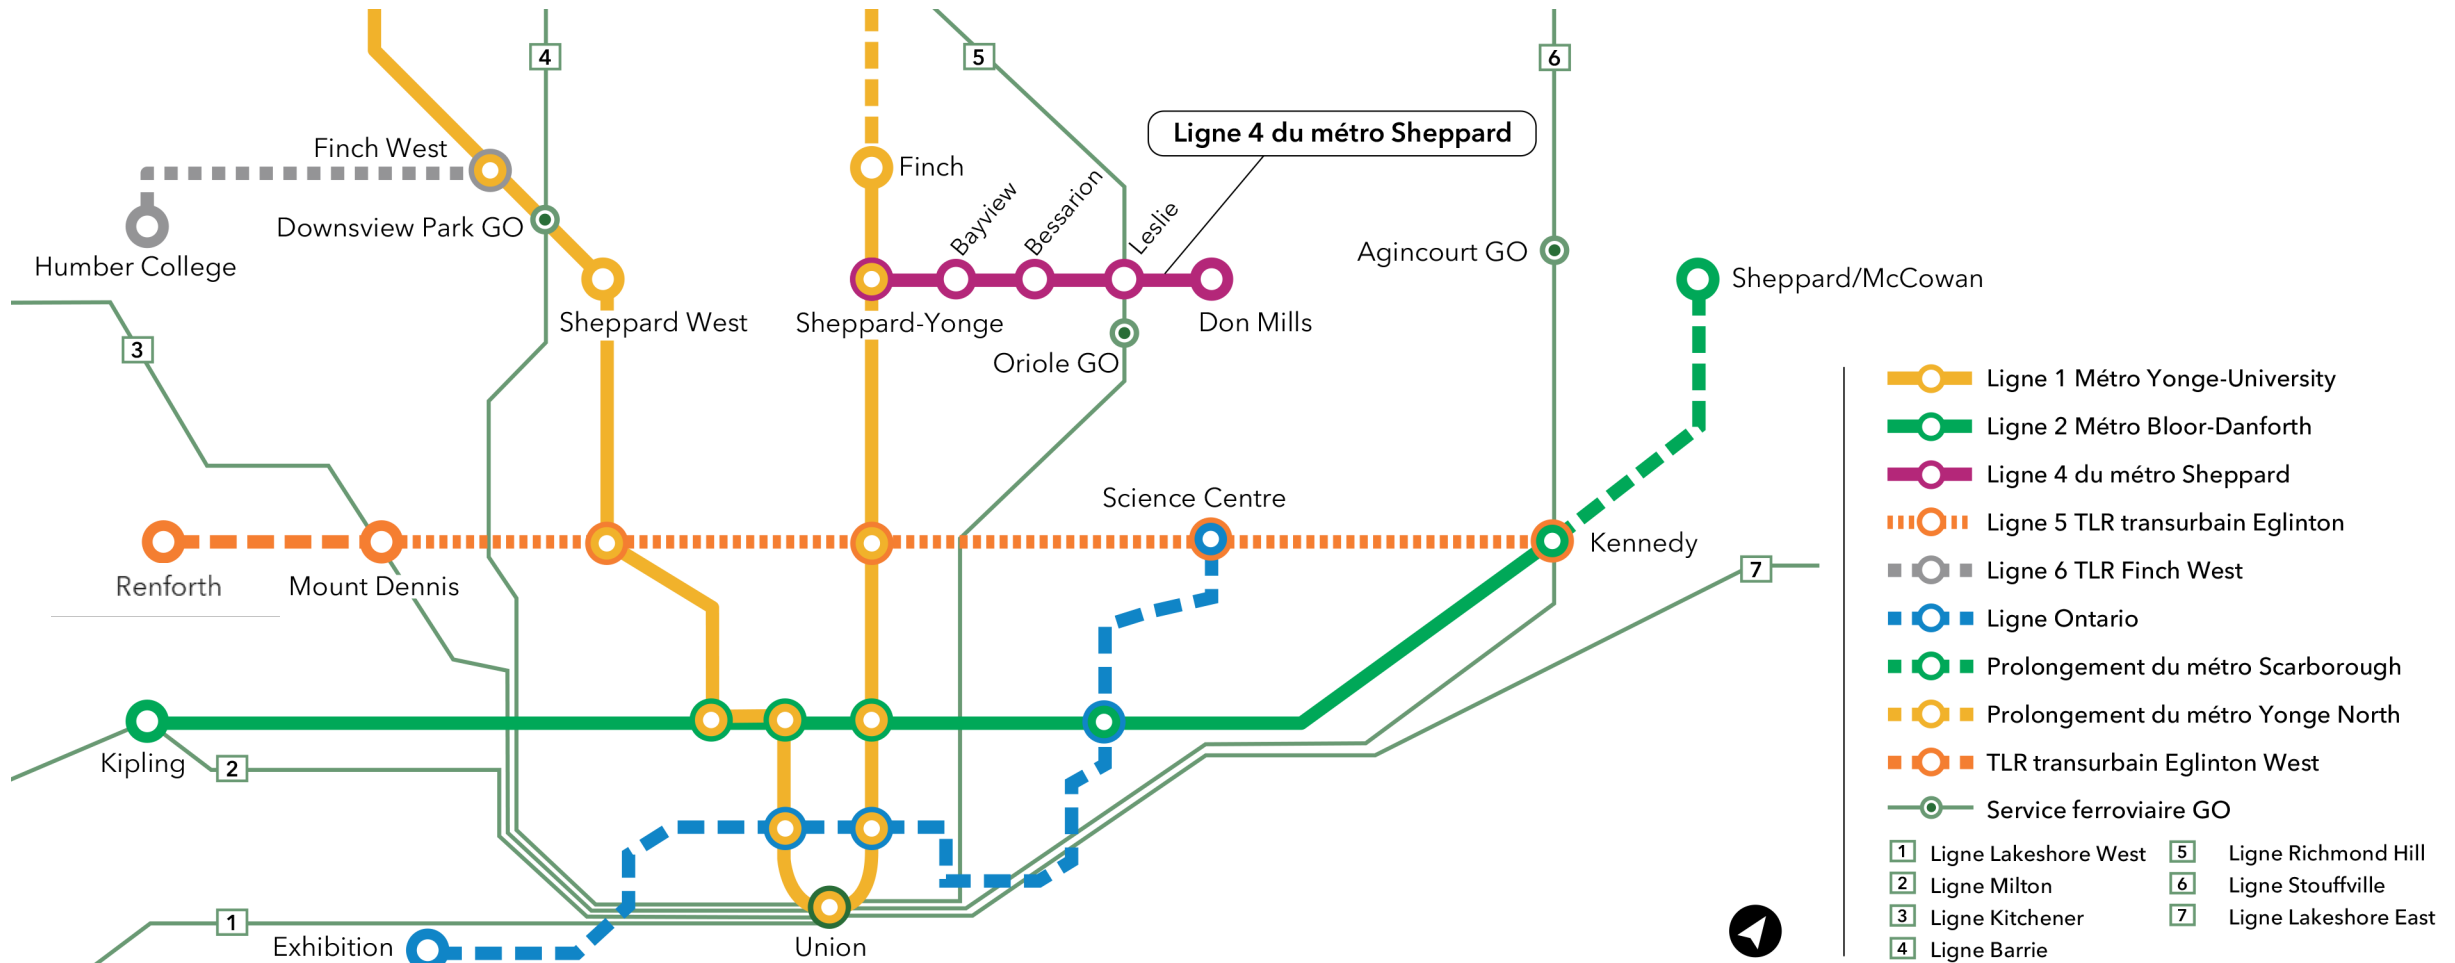 4
5
6
Ligne 4 du métro Sheppard
Finch West
Finch
Bayview
Bessarion
Leslie
Downsview Park GO
Agincourt GO
Humber College
Sheppard/McCowan
Sheppard West
Sheppard-Yonge
Don Mills
3
Oriole GO
Science Centre
Renforth
Mount Dennis
Kennedy
7
Kipling
2
1
Exhibition
Union
Ligne 1 Métro Yonge-University
Ligne 2 Métro Bloor-Danforth
Ligne 4 du métro Sheppard
Ligne 5 TLR transurbain Eglinton
Ligne 6 TLR Finch West
Ligne Ontario
Prolongement du métro Scarborough
Prolongement du métro Yonge North
TLR transurbain Eglinton West
Service ferroviaire GO
1 Ligne Lakeshore West
2 Ligne Milton
3 Ligne Kitchener
4 Ligne Barrie
5 Ligne Richmond Hill
6 Ligne Stouffville
7 Ligne Lakeshore East